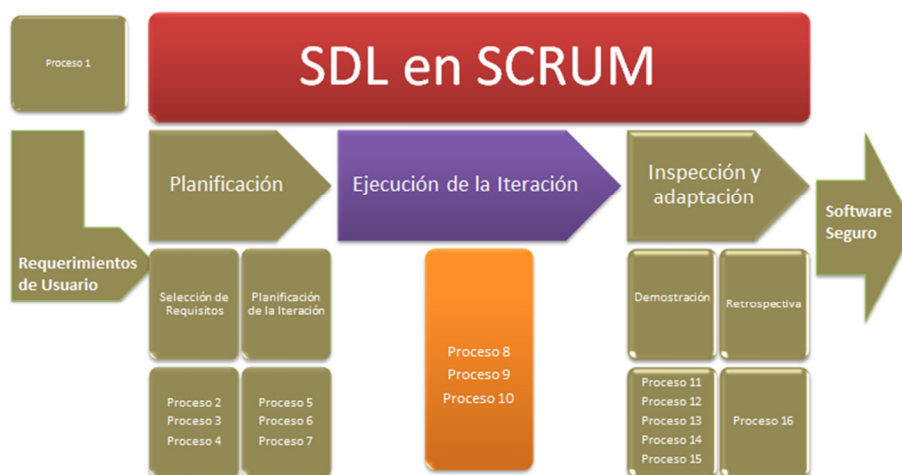 Proceso 1
SDL en SCRUM
Requerimientos
de Usuario
Planificación
Ejecución de la Iteración
Inspección y
adaptación
Software
Seguro
Selección de
Requisitos
Planificación
de la Iteración
Demostración
Retrospectiva
Proceso 2
Proceso 3
Proceso 4
Proceso 5
Proceso 6
Proceso 7
Proceso 8
Proceso 9
Proceso 10
Proceso 11
Proceso 12
Proceso 13
Proceso 14
Proceso 15
Proceso 16